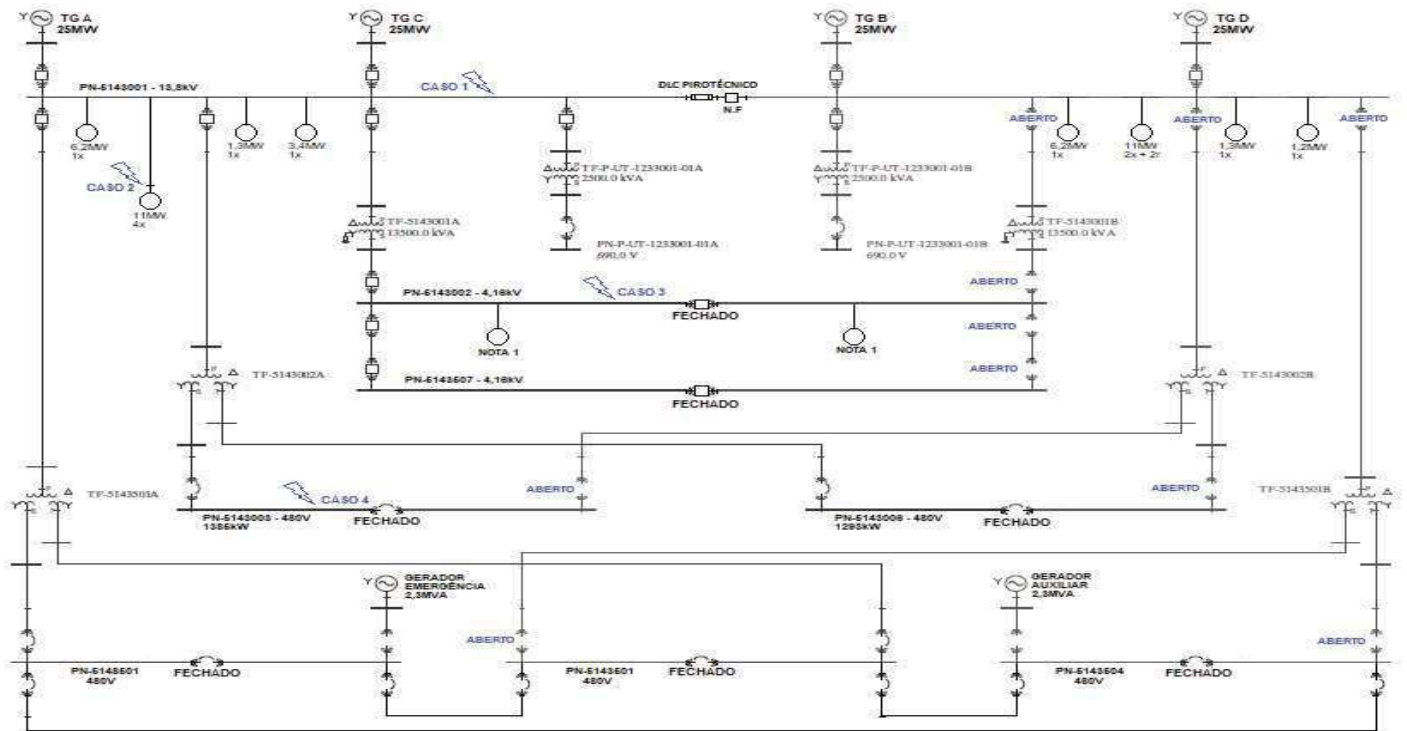 TG A
25MW
TG C
25MW
TG B
25MW
TG D
25MW
PN-5143001 - 13,8kV
CASO 1
DLC PIROTÉCNICO
N.F
ABERTO
ABERTO
ABERTO
6,2MW
1x
1,3MW
1x
3,4MW
1x
6,2MW
1x
11MW
2x + 2r
1,3MW
1x
1,2MW
1x
CASO 2
11MW
4x
TF-P-UT-1233001-01A
2500.0 kVA
TF-P-UT-1233001-01B
2500.0 kVA
TF-5143001A
13500.0 kVA
TF-5143001B
13500.0 kVA
PN-P-UT-1233001-01A
690.0 V
PN-P-UT-1233001-01B
690.0 V
ABERTO
PN-5143002 - 4,16kV
CASO 3
FECHADO
ABERTO
NOTA 1
NOTA 1
TF-5143002A
ABERTO
TF-5143002B
PN-5143507 - 4,16kV
FECHADO
TF-5143501A
CASO 4
ABERTO
ABERTO
TF-5143501B
PN-5143003 - 480V
1385kW
FECHADO
PN-5143006 - 480V
1293kW
FECHADO
GERADOR
EMERGÊNCIA
2,3MVA
GERADOR
AUXILIAR
2,3MVA
ABERTO
ABERTO
480V
FECHADO
PN-5143501
480V
FECHADO
PN-5143504
480V
FECHADO